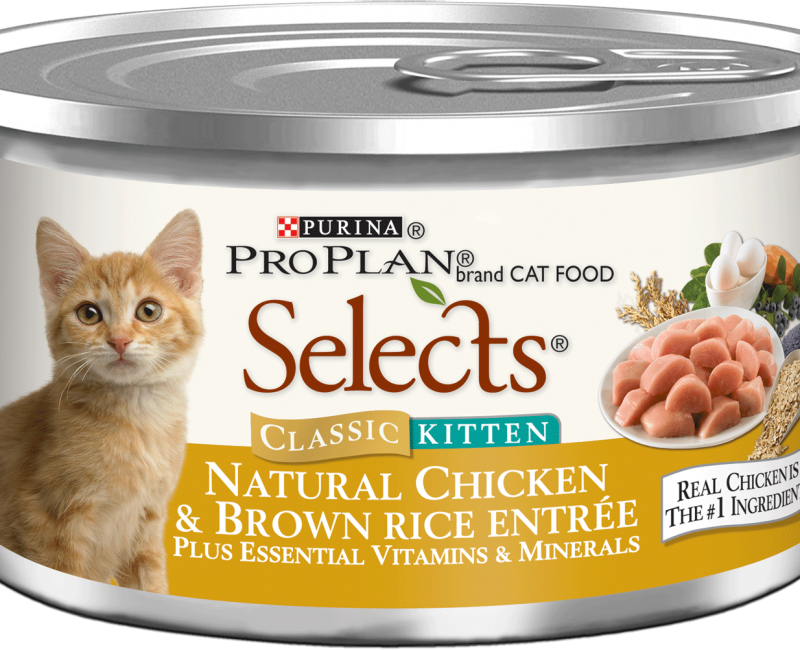 PURINA®
PROPLAN®
brand CAT FOOD
Selects®
CLASSIC KITTEN
NATURAL CHICKEN
& BROWN RICE ENTRÉE
PLUS ESSENTIAL VITAMINS & MINERALS
REAL CHICKEN IS
THE #1 INGREDIENT